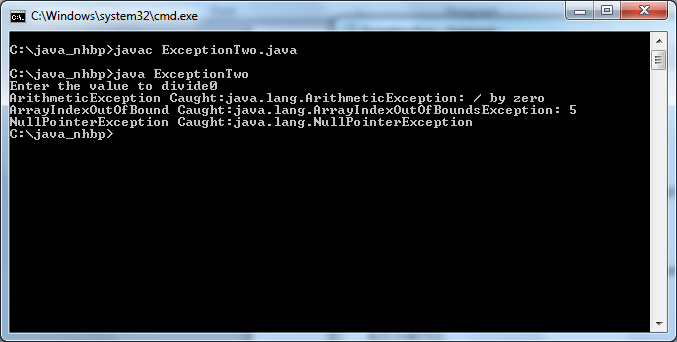 C:\Windows\system32\cmd.exe
C:\java_nhbp>javac ExceptionTwo.java
C:\java_nhbp>java ExceptionTwo
Enter the value to divide0
ArithmeticException Caught:java.lang.ArithmeticException: / by zero
ArrayIndexOutOfBound Caught:java.lang.ArrayIndexOutOfBoundsException: 5
NullPointerException Caught:java.lang.NullPointerException
C:\java_nhbp>